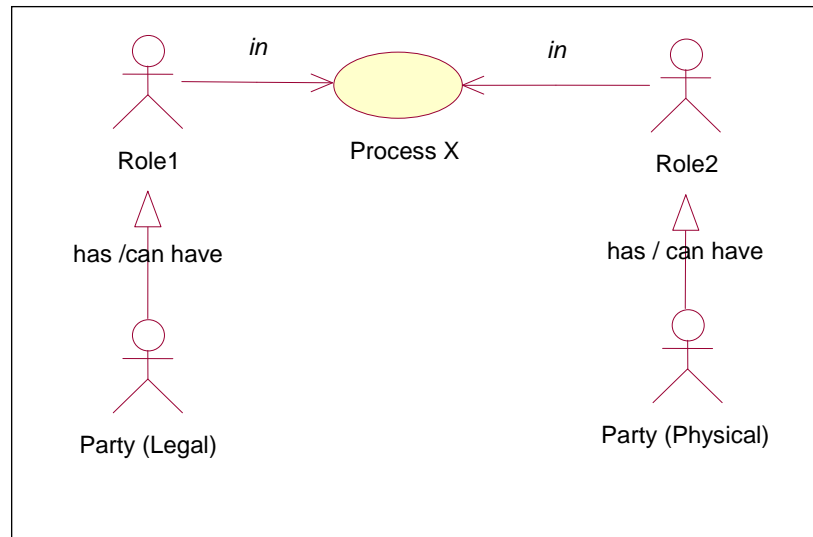 in
in
Process X
Role1
Role2
has /can have
has / can have
Party (Legal)
Party (Physical)